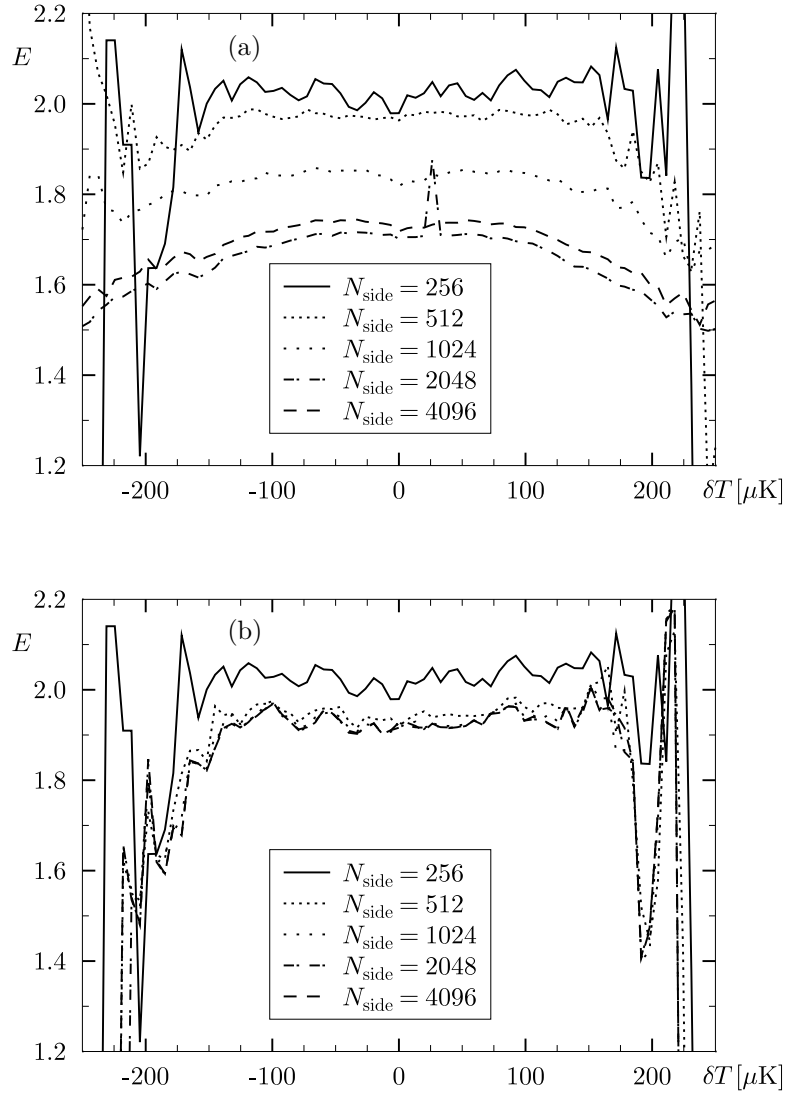 2.2
(a)
E
2.0
1.8
1.6
N_side = 256
N_side = 512
N_side = 1024
1.4
N_side = 2048
N_side = 4096
1.2
-200 -100 0 100 200 δT [μK]
2.2
(b)
E
2.0
1.8
1.6
N_side = 256
N_side = 512
N_side = 1024
1.4
N_side = 2048
N_side = 4096
1.2
-200 -100 0 100 200 δT [μK]